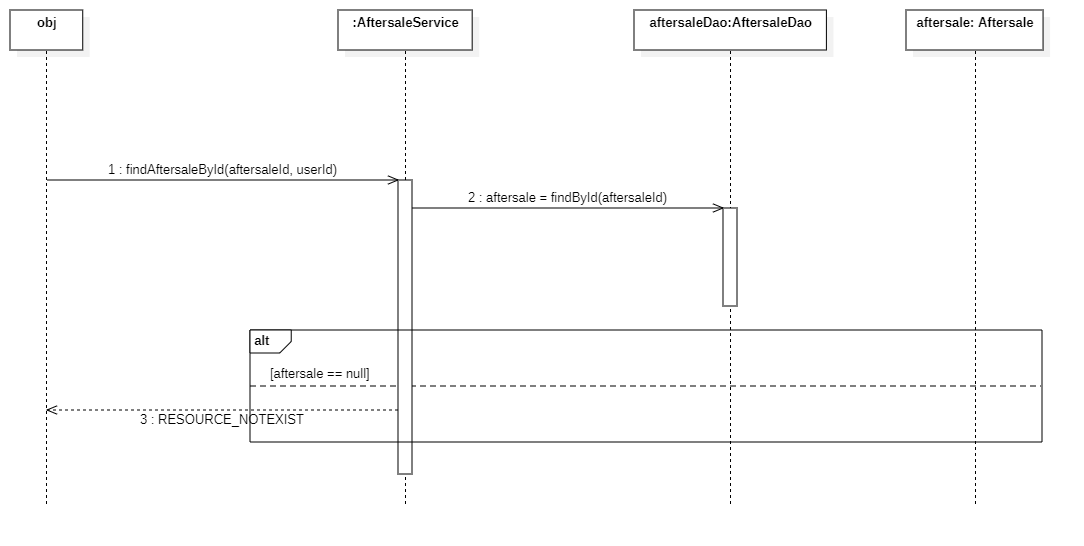 obj
:AftersaleService
aftersaleDao:AftersaleDao
aftersale: Aftersale
1 : findAftersaleById(aftersaleId, userId)
2 : aftersale = findById(aftersaleId)
alt
[aftersale == null]
3 : RESOURCE_NOTEXIST